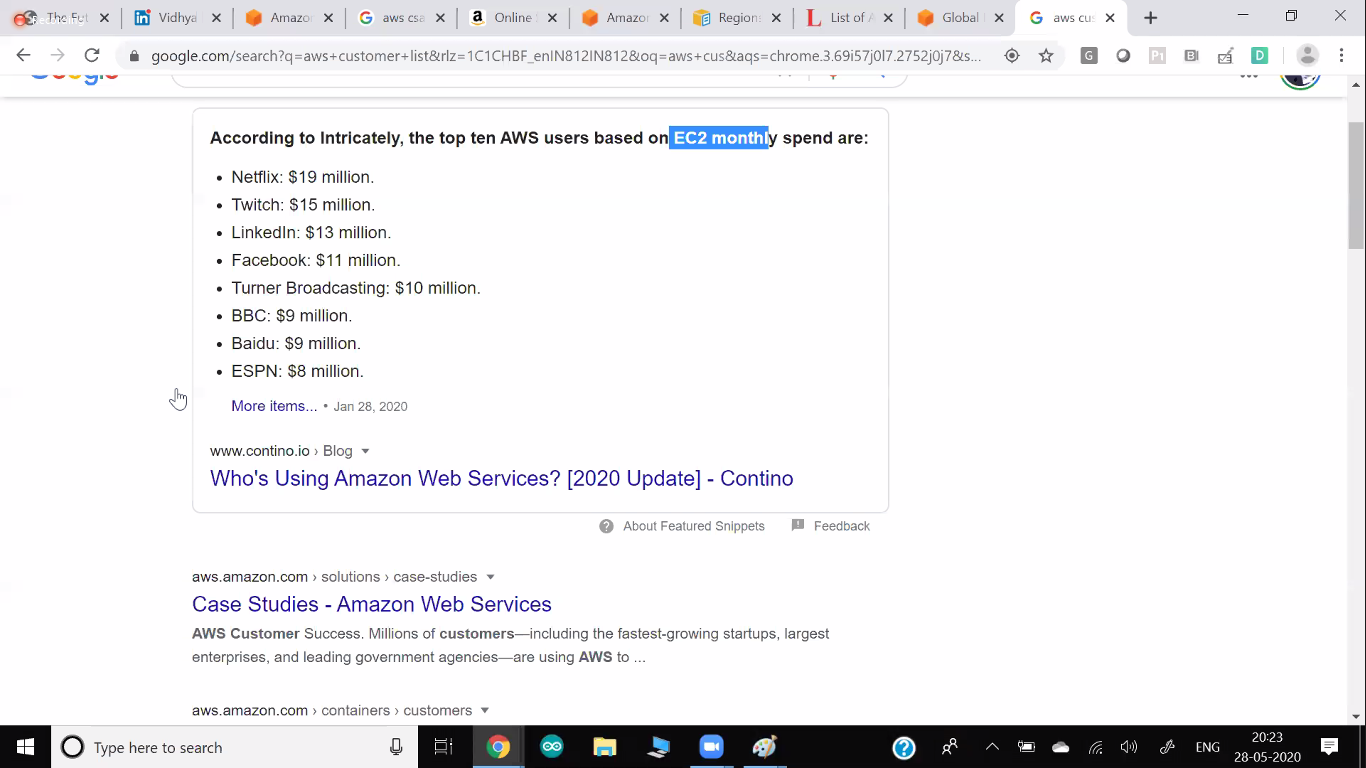 The Fut
Vidhya
Amazon
aws csa
Online S
Amazon
Regions
List of A
Global I
aws cus
google.com/search?q=aws+customer+list&rlz=1C1CHBF_enIN812IN812&oq=aws+cus&aqs=chrome.3.69i57j0l7.2752j0j7&s...
According to Intricately, the top ten AWS users based on EC2 monthly spend are:
Netflix: $19 million.
Twitch: $15 million.
LinkedIn: $13 million.
Facebook: $11 million.
Turner Broadcasting: $10 million.
BBC: $9 million.
Baidu: $9 million.
ESPN: $8 million.
More items... • Jan 28, 2020
www.contino.io › Blog
Who's Using Amazon Web Services? [2020 Update] - Contino
About Featured Snippets Feedback
aws.amazon.com › solutions › case-studies
Case Studies - Amazon Web Services
AWS Customer Success. Millions of customers—including the fastest-growing startups, largest
enterprises, and leading government agencies—are using AWS to ...
aws.amazon.com › containers › customers
Type here to search
ENG
20:23
28-05-2020